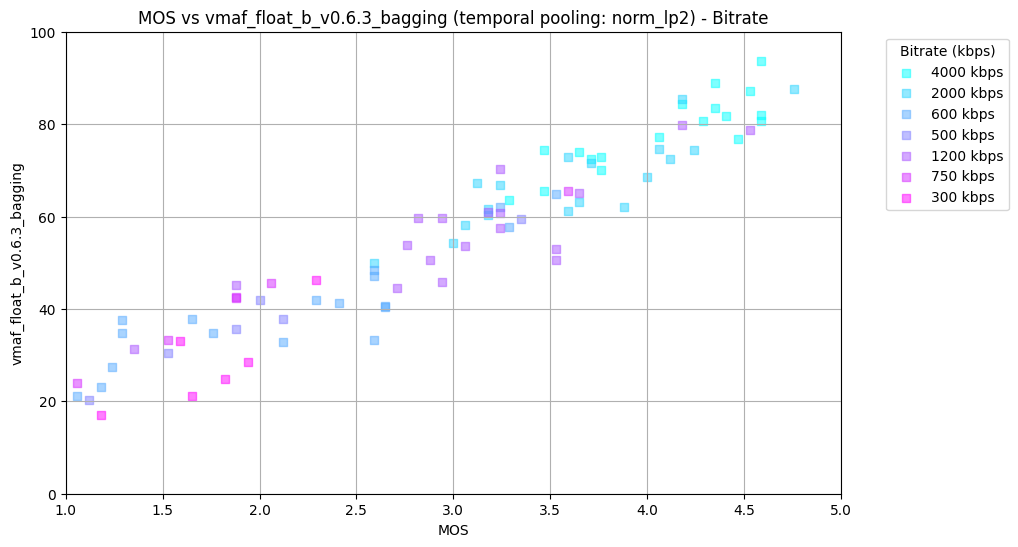 MOS vs vmaf_float_b_v0.6.3_bagging (temporal pooling: norm_lp2) - Bitrate
100
80
60
40
20
0
vmaf_float_b_v0.6.3_bagging
1.0 1.5 2.0 2.5 3.0 3.5 4.0 4.5 5.0
MOS
Bitrate (kbps)
4000 kbps
2000 kbps
600 kbps
500 kbps
1200 kbps
750 kbps
300 kbps